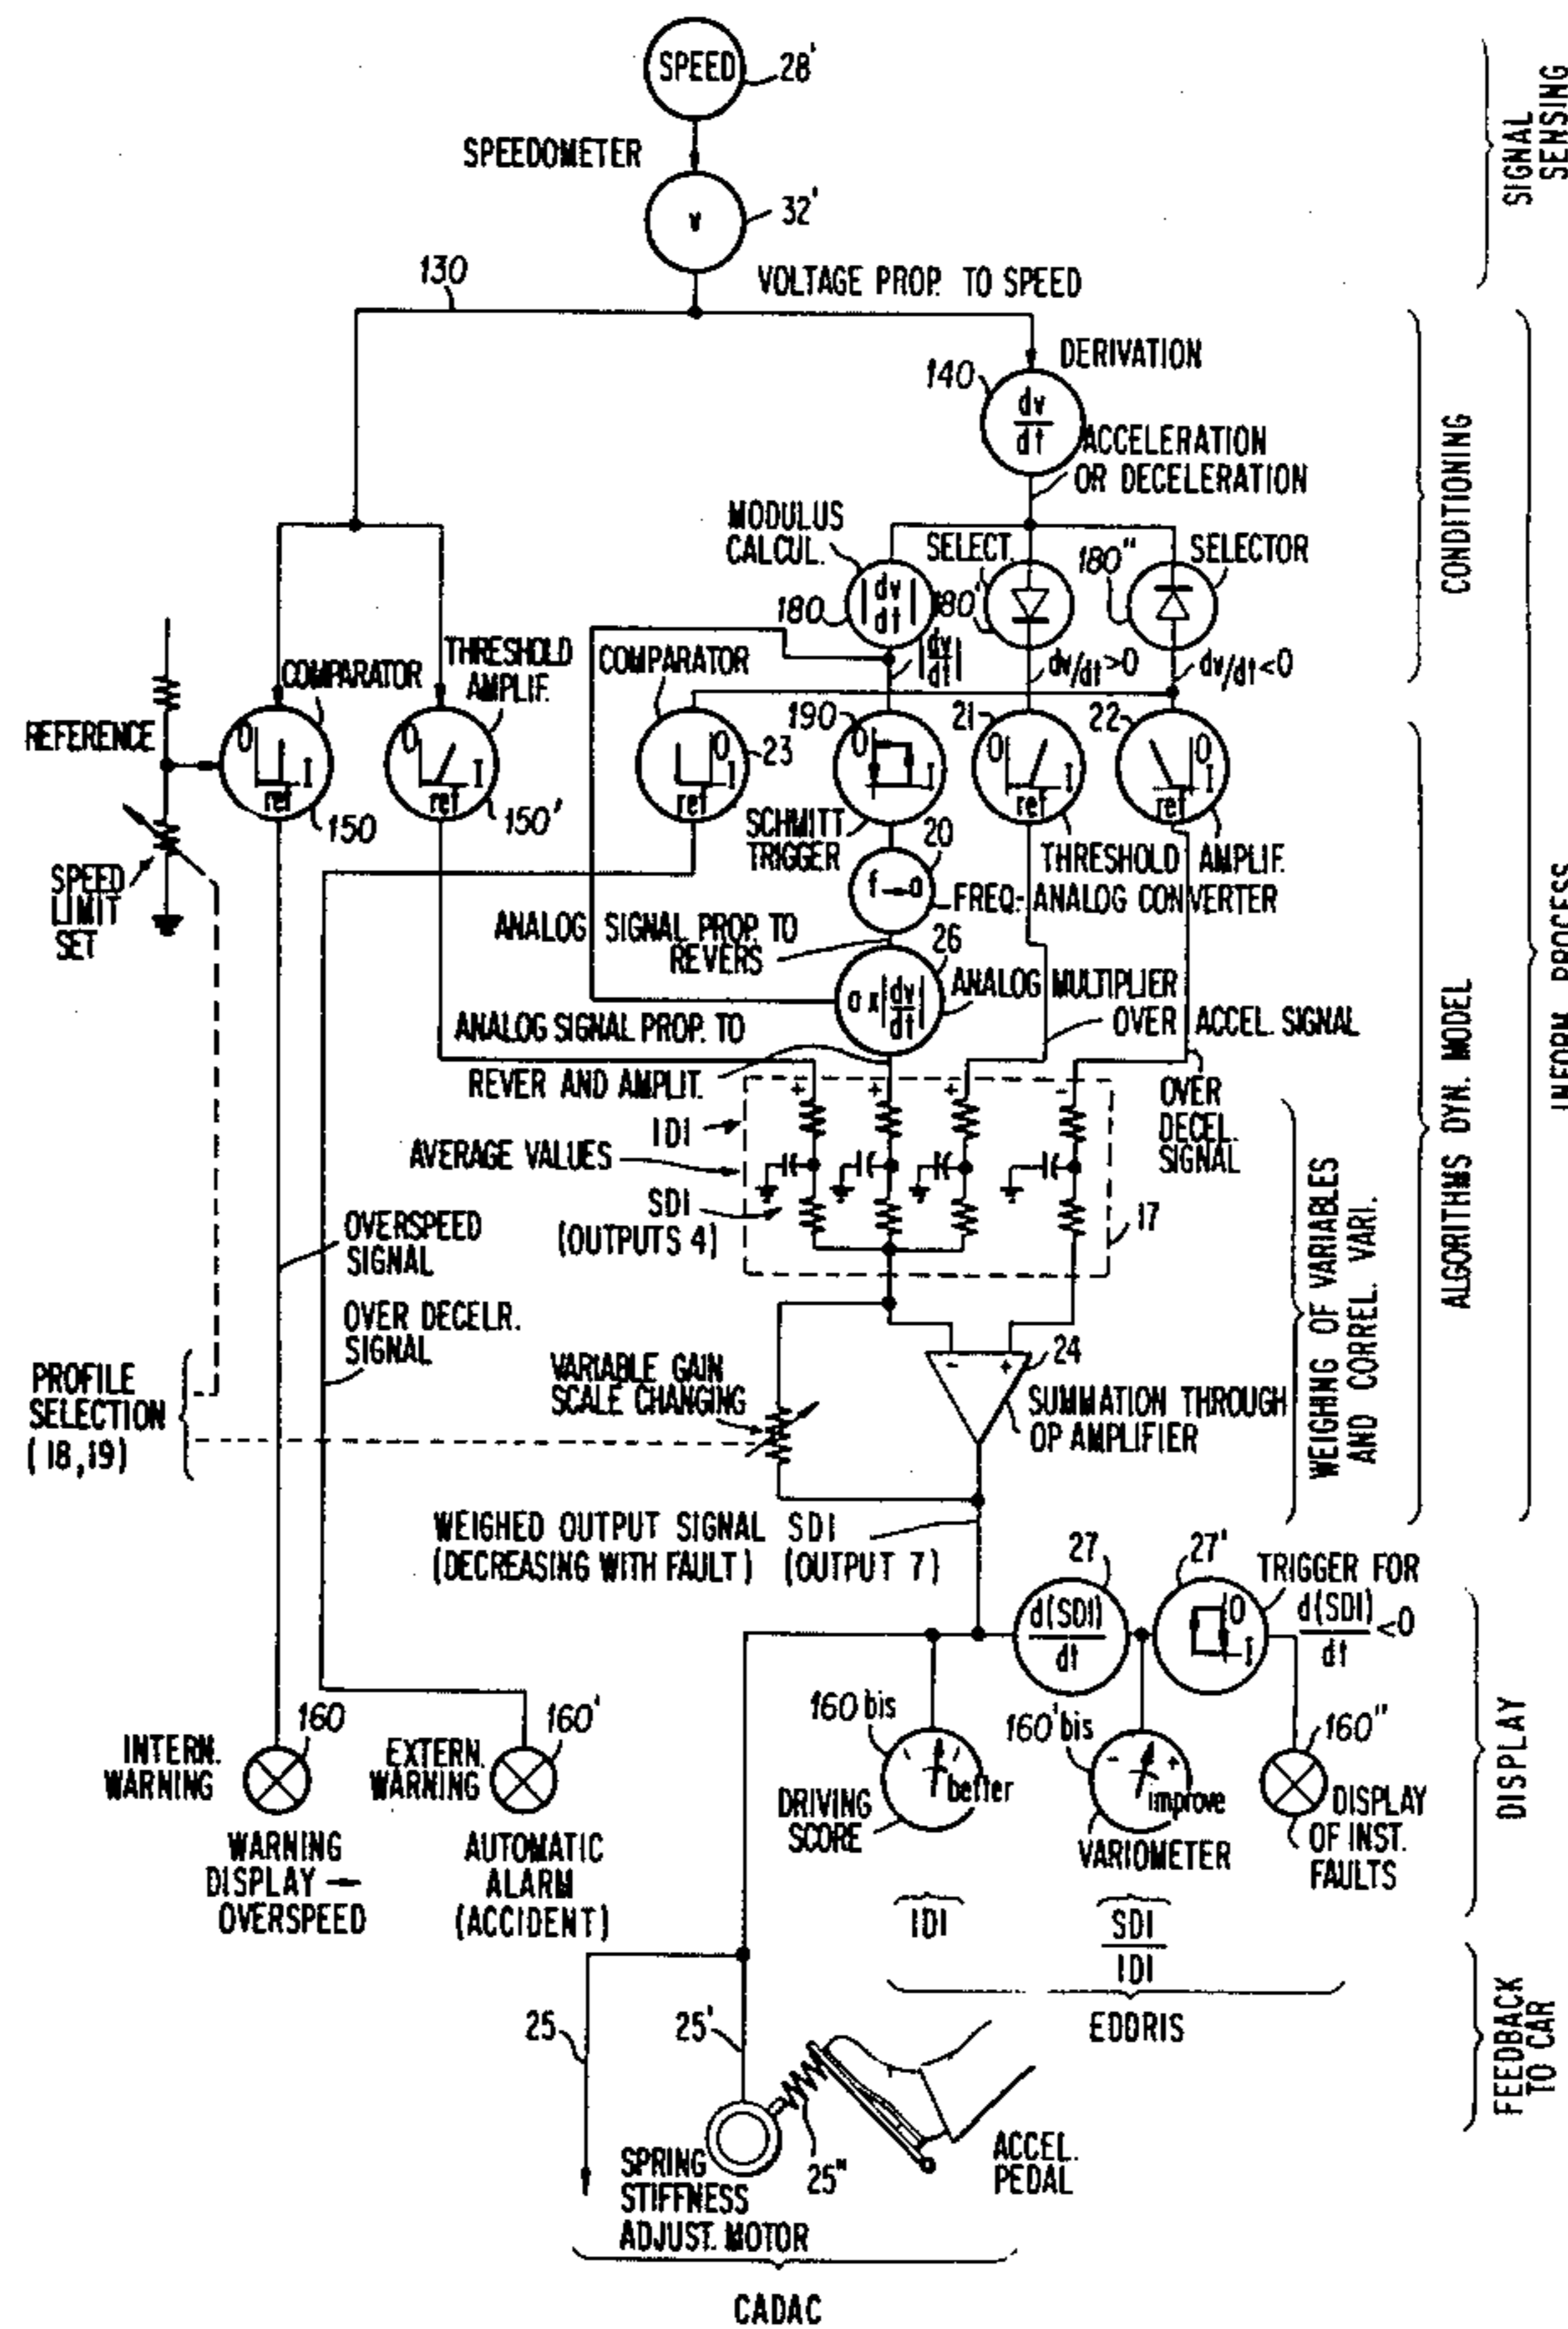 SPEED
28'
SPEEDOMETER
v
32'
SIGNAL
SENSING
130
VOLTAGE PROP. TO SPEED
DERIVATION
140
dv
dt
ACCELERATION
OR DECELERATION
CONDITIONING
MODULUS
CALCUL.
SELECT.
180"
SELECTOR
180
|dv
dt|
180'
|dv
dt|
dv/dt>0
dv/dt<0
COMPARATOR
THRESHOLD
AMPLIF.
COMPARATOR
REFERENCE
O
I
ref
150
O
I
ref
150'
O
I
ref
23
190
O
I
21
O
I
ref
22
O
I
ref
SCHMITT
TRIGGER
20
THRESHOLD AMPLIF.
SPEED
LIMIT
SET
f→a
FREQ.- ANALOG CONVERTER
ANALOG SIGNAL PROP. TO
REVERS
26
a x |dv
dt|
ANALOG MULTIPLIER
INFORM. PROCESS
OVER ACCEL. SIGNAL
ANALOG SIGNAL PROP. TO
REVER AND AMPLIT.
ALGORITHMS DYN. MODEL
+
+
+
-
OVER
DECEL.
SIGNAL
IDI
AVERAGE VALUES
SDI
(OUTPUTS 4)
17
OVERSPEED
SIGNAL
OVER DECELR.
SIGNAL
WEIGHING OF VARIABLES
AND CORREL. VARI.
PROFILE
SELECTION
(18,19)
VARIABLE GAIN
SCALE CHANGING
-
+
24
SUMMATION THROUGH
OP AMPLIFIER
WEIGHED OUTPUT SIGNAL SDI
(DECREASING WITH FAULT) (OUTPUT 7)
27
d(SDI)
dt
27'
O
I
TRIGGER FOR
d(SDI)
dt <0
INTERN.
WARNING
160
EXTERN.
WARNING
160'
160 bis
better
DRIVING
SCORE
160'bis
- +
improve
VARIOMETER
160"
DISPLAY
OF INST.
FAULTS
DISPLAY
WARNING
DISPLAY —
OVERSPEED
AUTOMATIC
ALARM
(ACCIDENT)
IDI
SDI
IDI
EDDRIS
25
25'
25"
SPRING
STIFFNESS
ADJUST. MOTOR
ACCEL.
PEDAL
FEEDBACK
TO CAR
CADAC